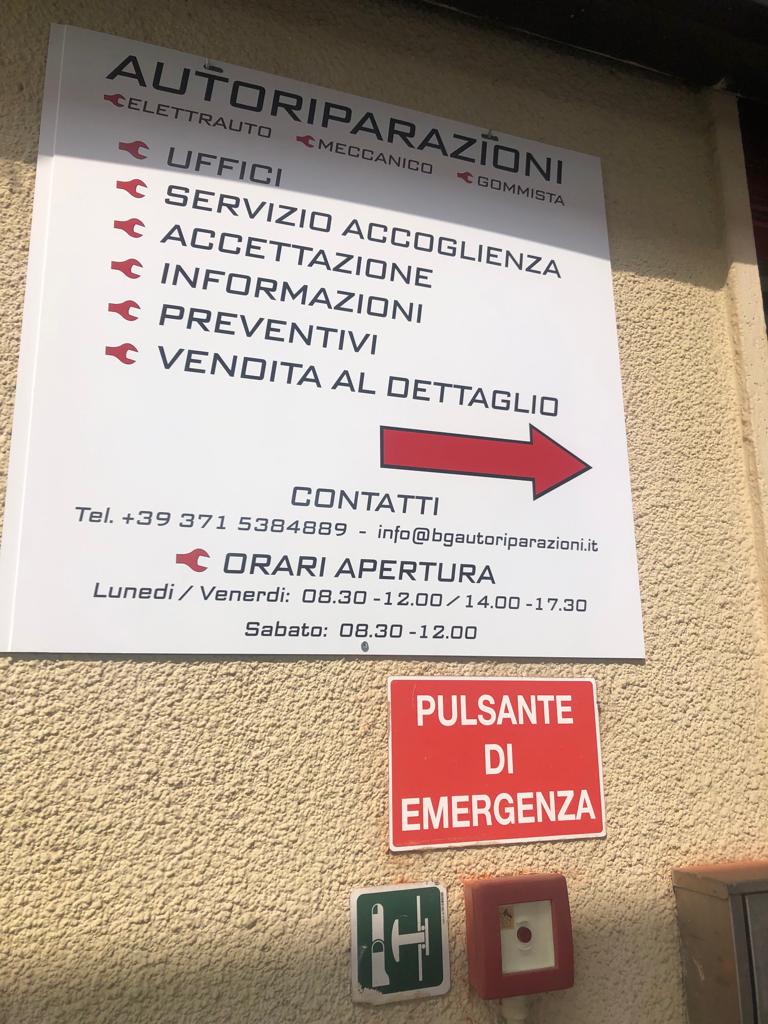 AUTORIPARAZIONI
ELETTRAUTO MECCANICO GOMMISTA
UFFICI
SERVIZIO ACCOGLIENZA
ACCETTAZIONE
INFORMAZIONI
PREVENTIVI
VENDITA AL DETTAGLIO
CONTATTI
Tel. +39 371 5384889 - info@bgautoriparazioni.it
ORARI APERTURA
Lunedi / Venerdi: 08.30 -12.00 / 14.00 -17.30
Sabato: 08.30 -12.00
PULSANTE
DI
EMERGENZA